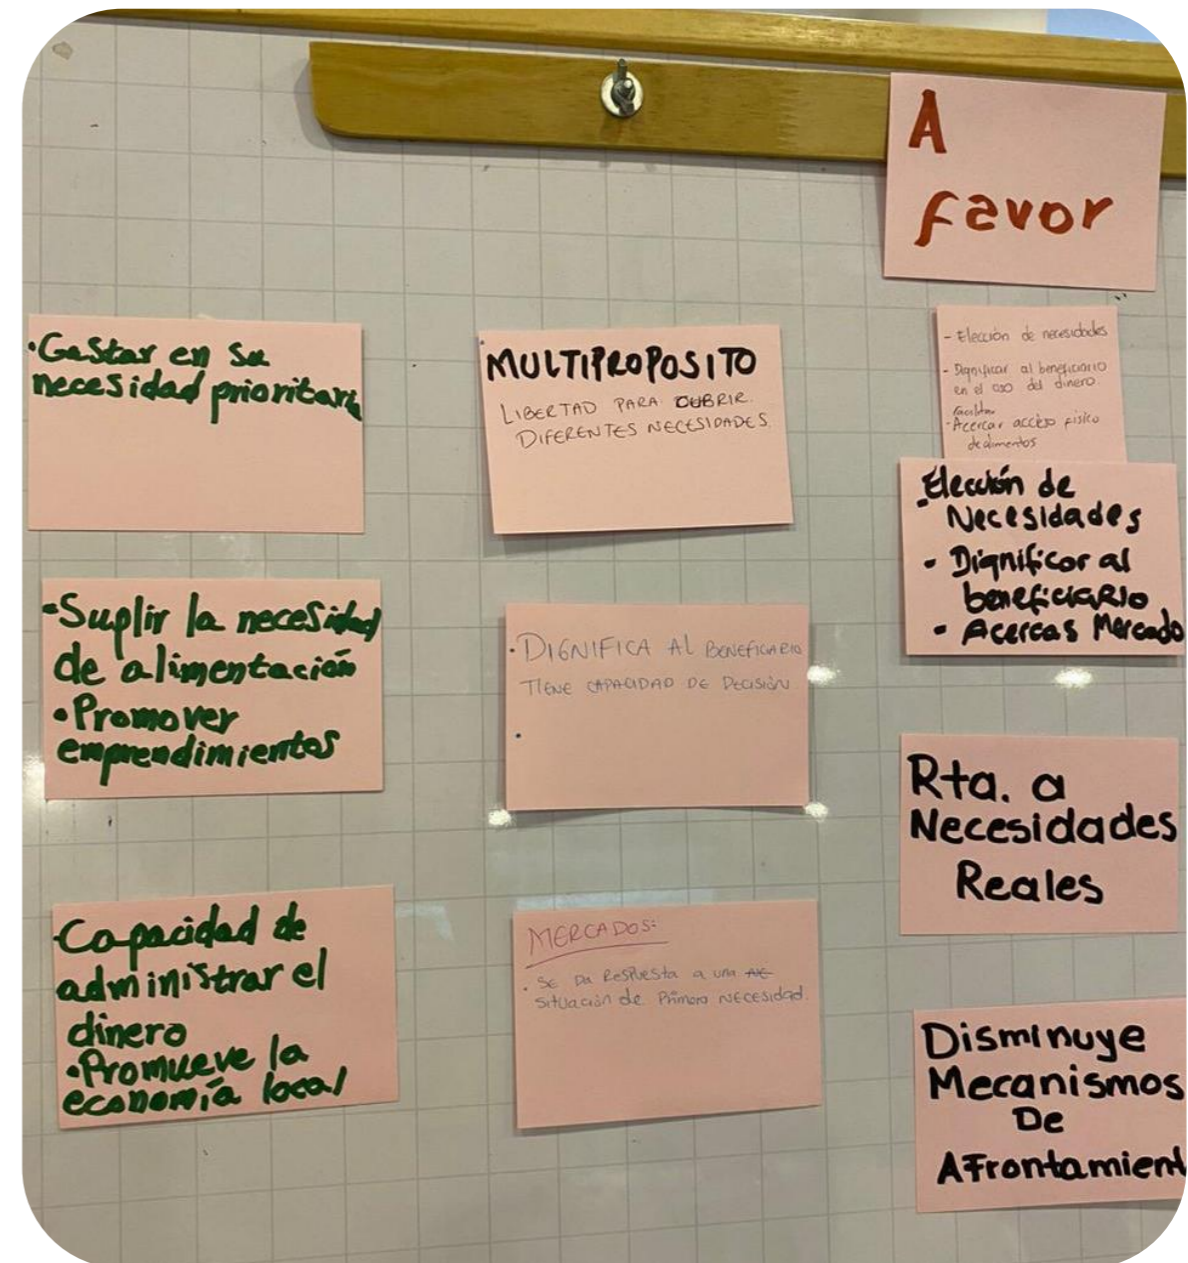 A
favor
• Gastar en su
necesidad prioritari
• Suplir la necesidad
de alimentación
• Promover
emprendimientos
Capacidad de
administrar el
dinero
• Promueve la
economía local
MULTIPROPOSITO
LIBERTAD PARA CUBRIR.
DIFERENTES NECESIDADES.
• DIGNIFICA AL BENEFICIARIO
TIENE CAPACIDAD DE DECISIÓN
•
MERCADOS:
• SE DA RESPUESTA A UNA
SITUACIÓN de Primera NECESIDAD.
- Elección de necesidades
- Dignificar al beneficiario
en el uso del dinero.
facilitar
- Acercar acceso físico
de alimentos
- Elección de
Necesidades
- Dignificar al
beneficiario
- Acercas Mercado
Rta. a
Necesidades
Reales
Disminuye
Mecanismos
De
Afrontamient